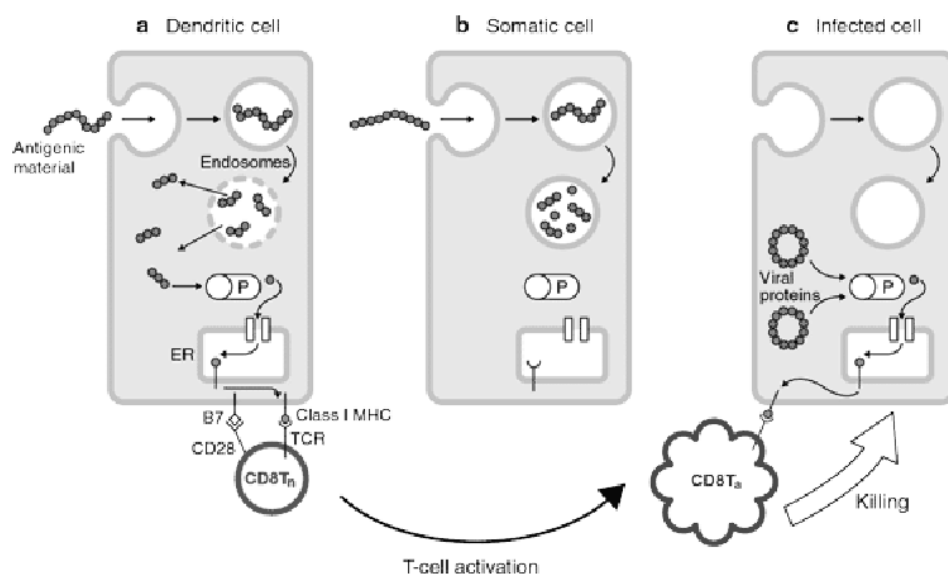 a Dendritic cell
b Somatic cell
c Infected cell
Antigenic
material
Endosomes
P
ER
B7
CD28
Class I MHC
TCR
CD8Tn
P
Viral
proteins
P
CD8Ta
Killing
T-cell activation